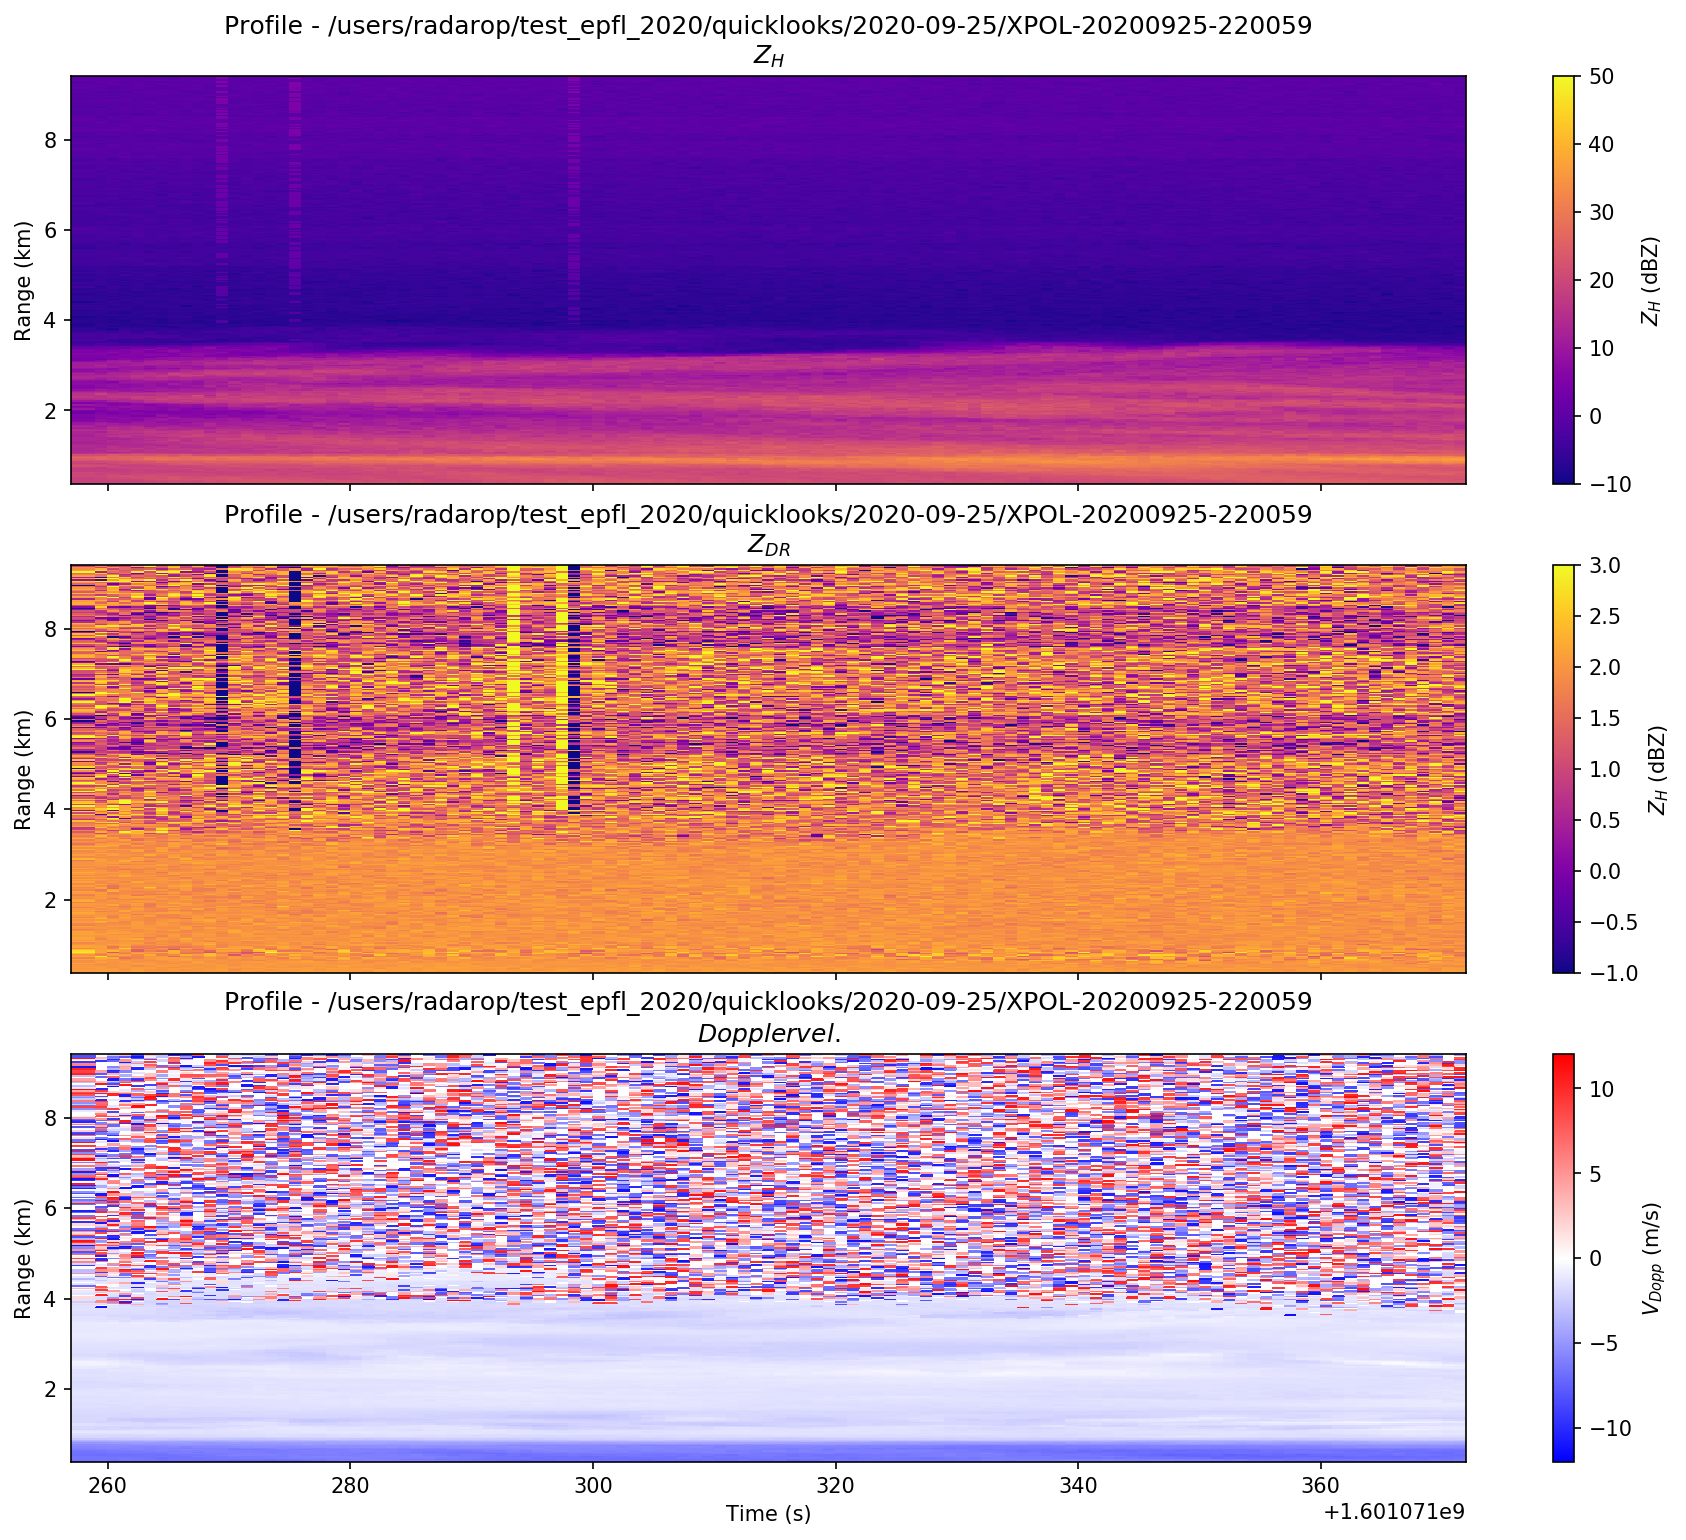 Profile - /users/radarop/test_epfl_2020/quicklooks/2020-09-25/XPOL-20200925-220059
Z_H
8
6
4
2
Range (km)
50
40
30
20
10
0
−10
Z_H (dBZ)
Profile - /users/radarop/test_epfl_2020/quicklooks/2020-09-25/XPOL-20200925-220059
Z_DR
8
6
4
2
Range (km)
3.0
2.5
2.0
1.5
1.0
0.5
0.0
−0.5
−1.0
Z_H (dBZ)
Profile - /users/radarop/test_epfl_2020/quicklooks/2020-09-25/XPOL-20200925-220059
Dopplervel.
8
6
4
2
Range (km)
10
5
0
−5
−10
V_Dopp (m/s)
260 280 300 320 340 360
Time (s)
+1.601071e9